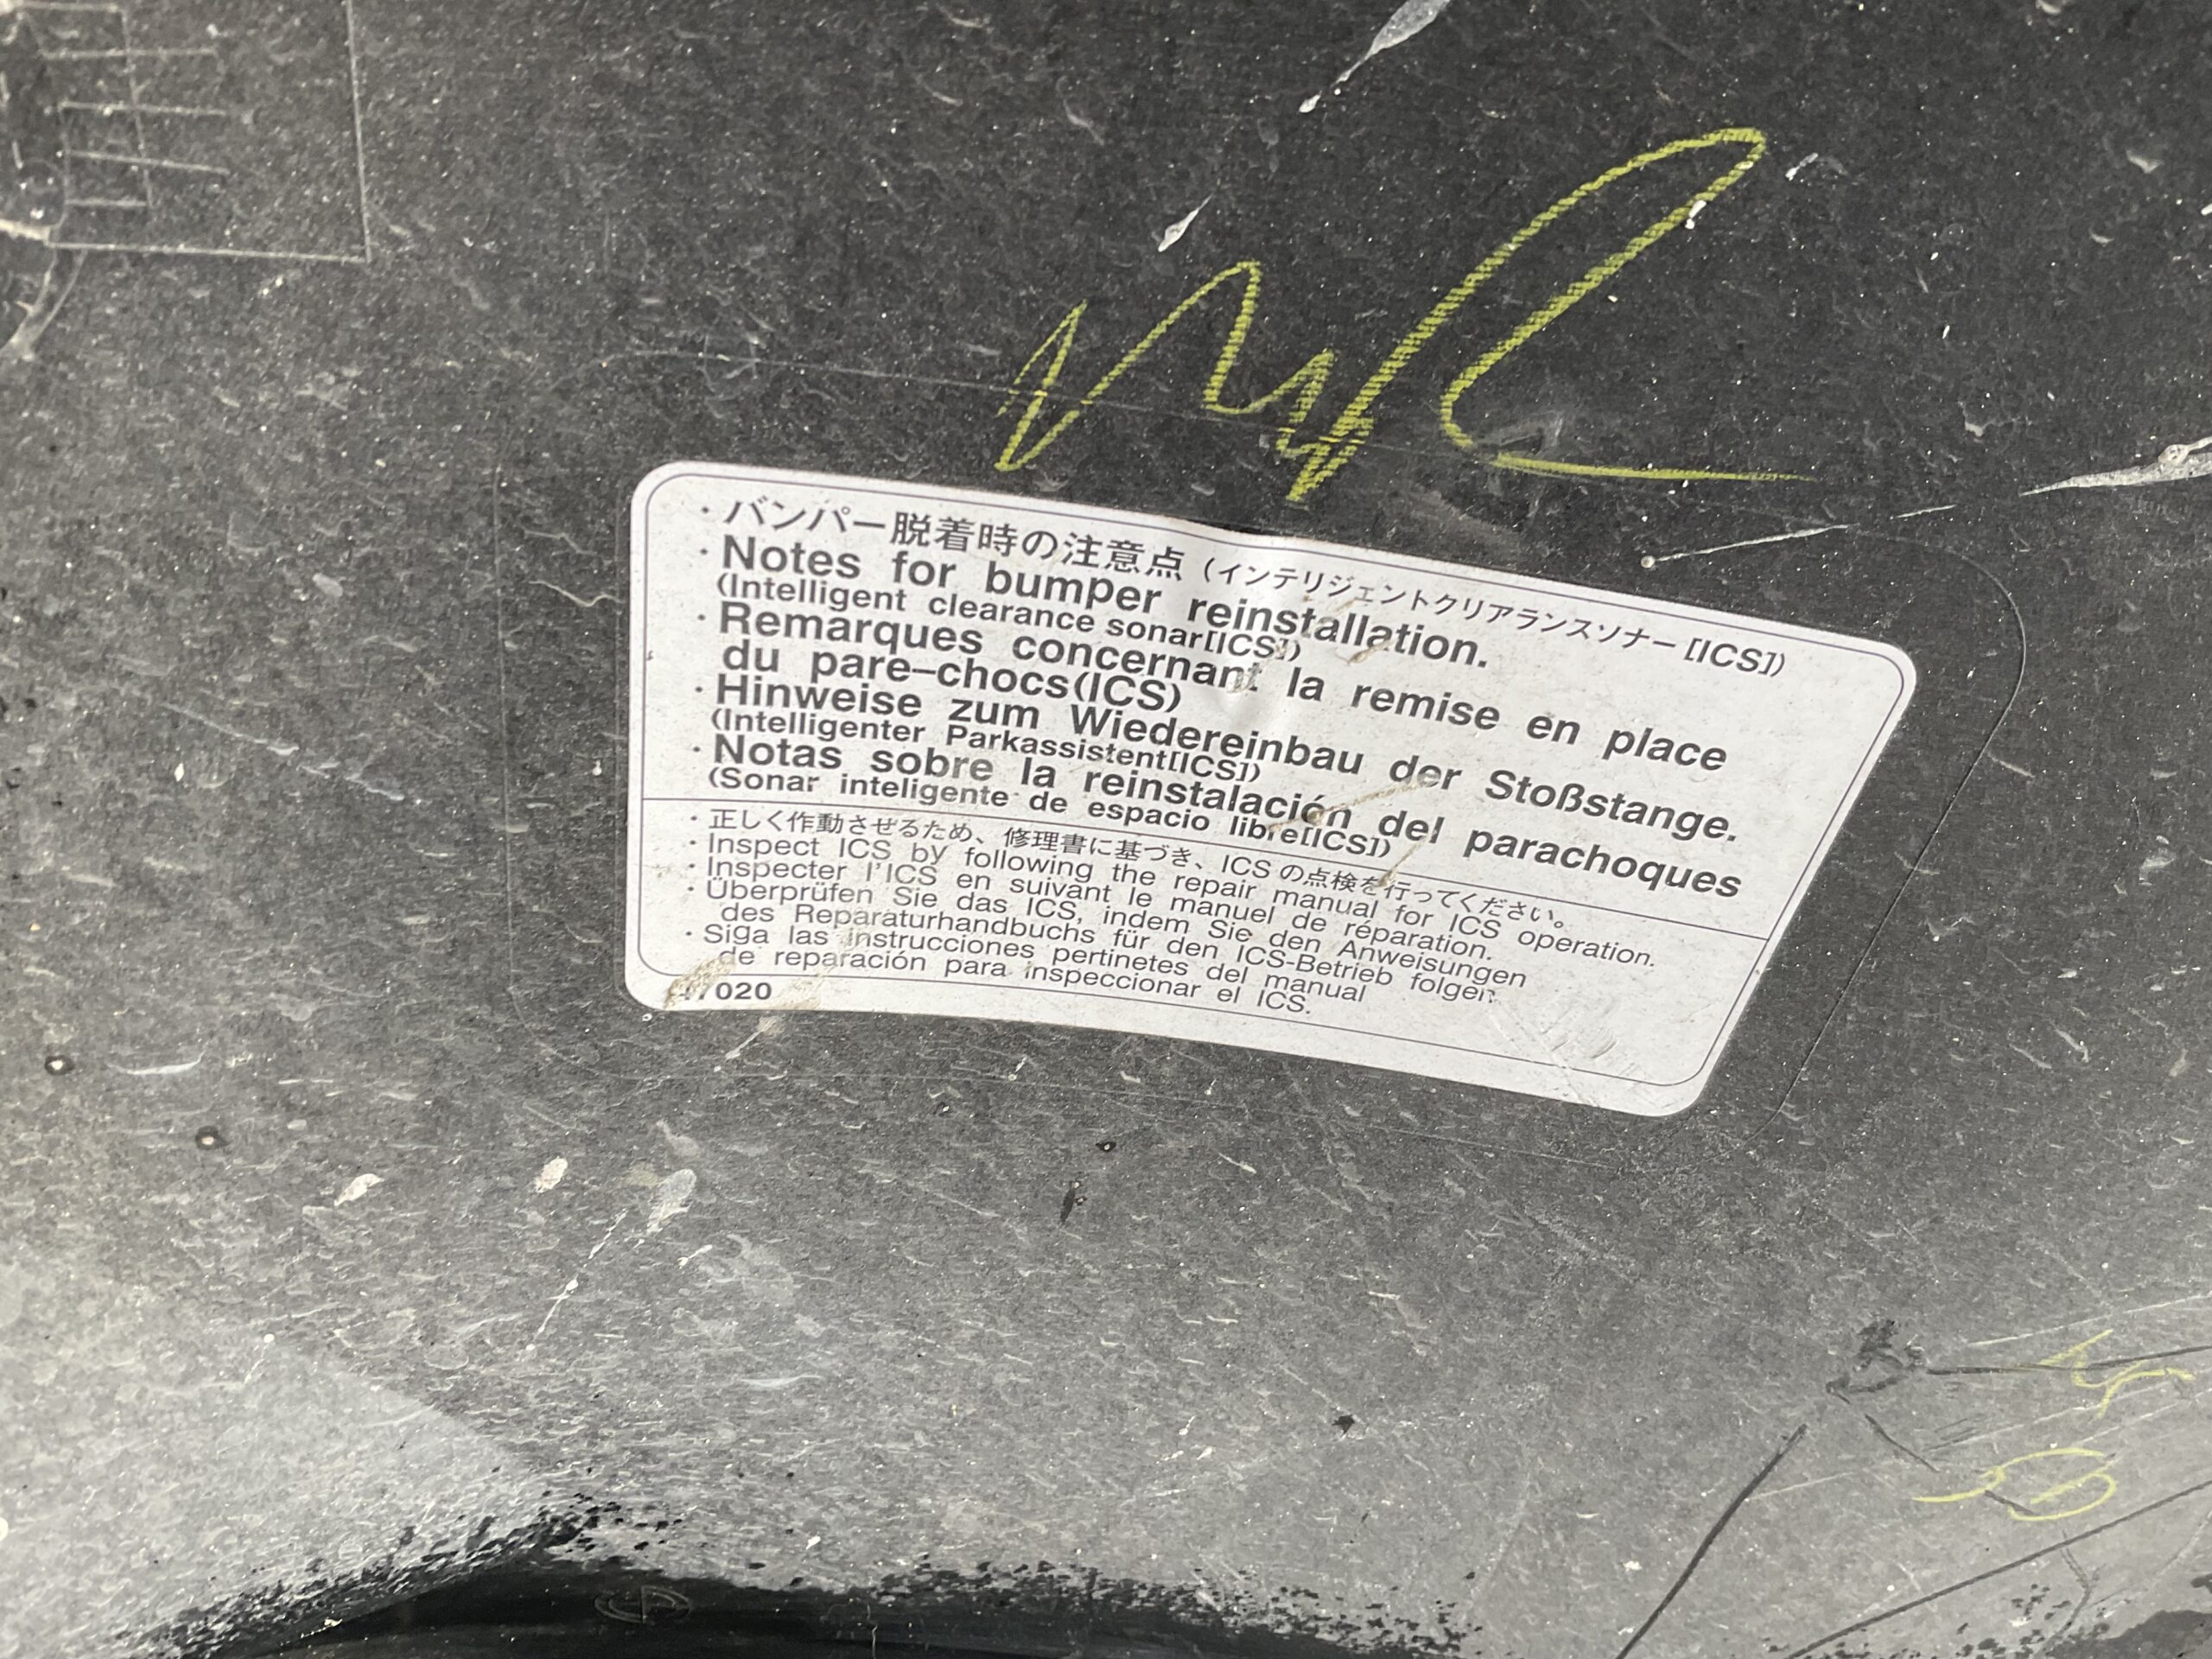 ・バンパー脱着時の注意点（インテリジェントクリアランスソナー [ICS]）
・Notes for bumper reinstallation.
(Intelligent clearance sonar[ICS])
・Remarques concernant la remise en place
du pare–chocs(ICS)
・Hinweise zum Wiedereinbau der Stoßstange.
(Intelligenter Parkassistent[ICS])
・Notas sobre la reinstalación del parachoques
(Sonar inteligente de espacio libre[ICS])
・正しく作動させるため、修理書に基づき、ICS の点検を行ってください。
・Inspect ICS by following the repair manual for ICS operation.
・Inspecter l'ICS en suivant le manuel de réparation.
・Überprüfen Sie das ICS, indem Sie den Anweisungen
des Reparaturhandbuchs für den ICS-Betrieb folgen.
・Siga las instrucciones pertinetes del manual
de reparación para inspeccionar el ICS.